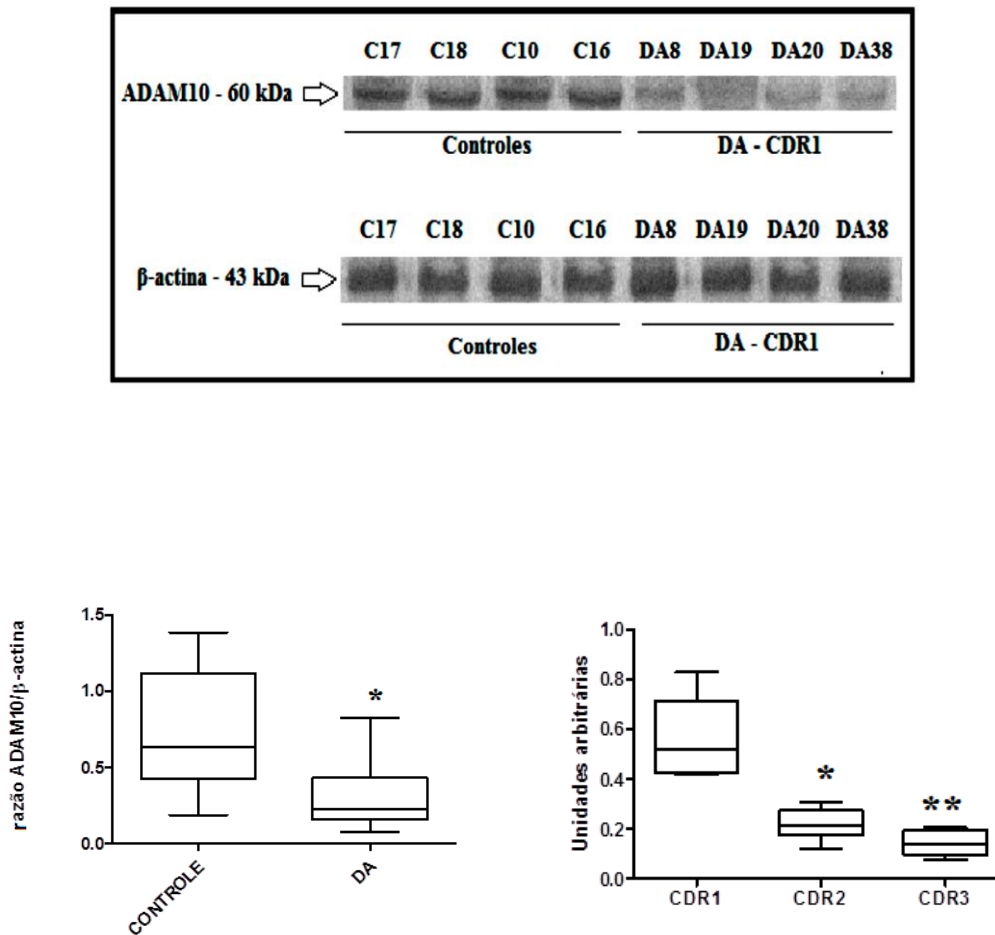 C17 C18 C10 C16 DA8 DA19 DA20 DA38
ADAM10 - 60 kDa
Controles DA - CDR1
C17 C18 C10 C16 DA8 DA19 DA20 DA38
β-actina - 43 kDa
Controles DA - CDR1
razão ADAM10/β-actina
1.5
1.0
0.5
0.0
*
CONTROLE DA
Unidades arbitrárias
1.0
0.8
0.6
0.4
0.2
0.0
*
**
CDR1 CDR2 CDR3